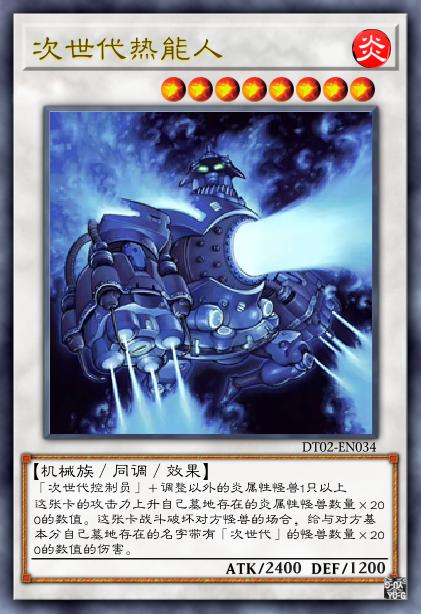 次世代热能人
炎
DT02-EN034
【机械族／同调／效果】
「次世代控制员」＋调整以外的炎属性怪兽1只以上
这张卡的攻击力上升自己墓地存在的炎属性怪兽数量×20
0的数值。这张卡战斗破坏对方怪兽的场合，给与对方基
本分自己墓地存在的名字带有「次世代」的怪兽数量×20
0的数值的伤害。
ATK/2400 DEF/1200